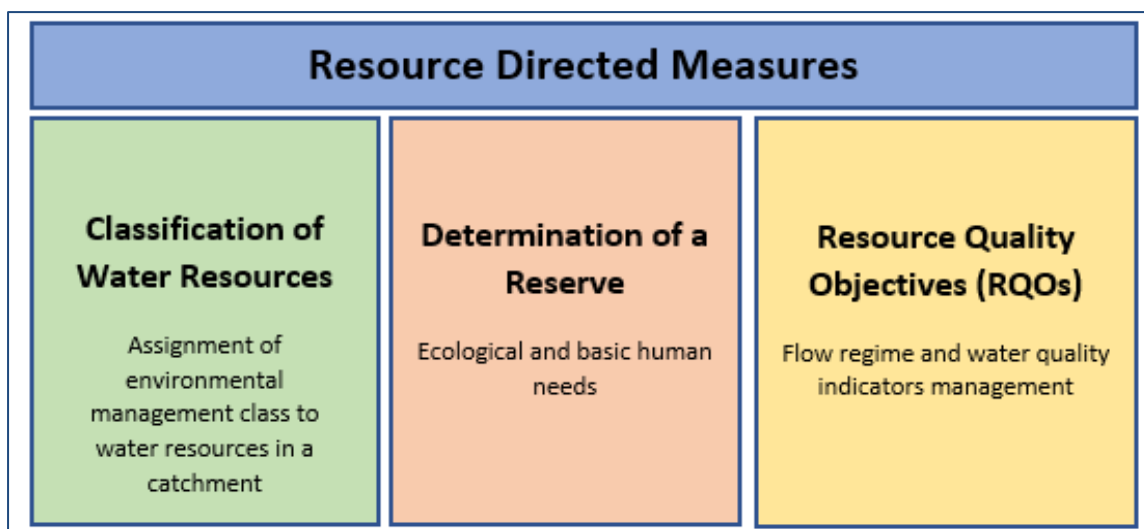 Resource Directed Measures
Classification of
Water Resources
Assignment of
environmental
management class to
water resources in a
catchment
Determination of a
Reserve
Ecological and basic human
needs
Resource Quality
Objectives (RQOs)
Flow regime and water quality
indicators management